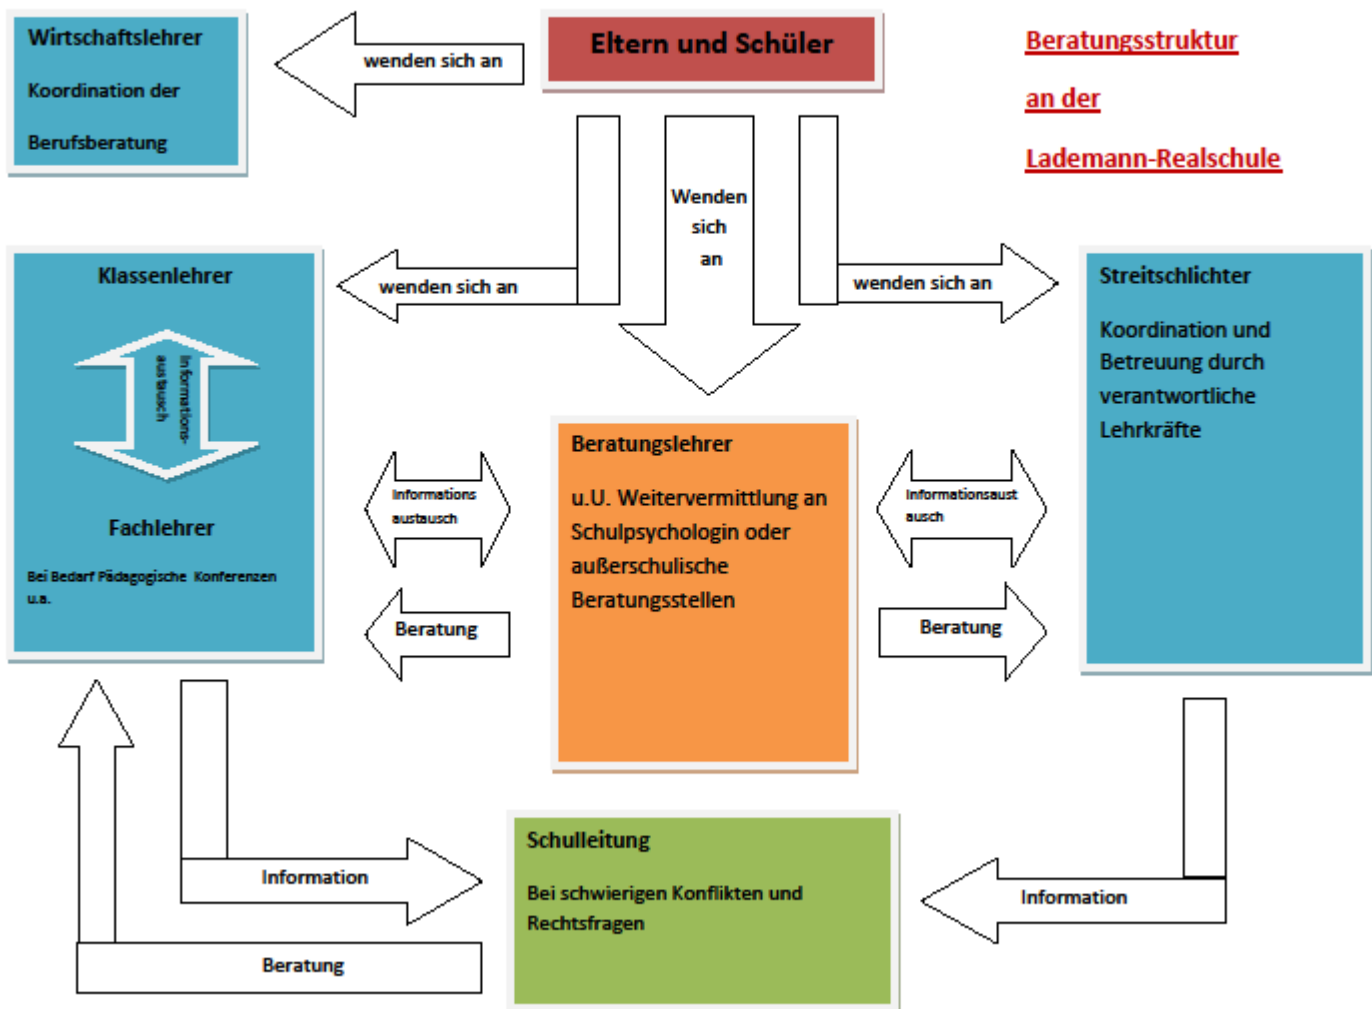 Wirtschaftslehrer
Koordination der
Berufsberatung
wenden sich an
Eltern und Schüler
Beratungsstruktur
an der
Lademann-Realschule
Wenden
sich
an
wenden sich an
wenden sich an
Klassenlehrer
Informations-
austausch
Fachlehrer
Bei Bedarf Pädagogische Konferenzen
u.a.
Streitschlichter
Koordination und
Betreuung durch
verantwortliche
Lehrkräfte
Beratungslehrer
u.U. Weitervermittlung an
Schulpsychologin oder
außerschulische
Beratungsstellen
Informations
austausch
Informationsaust
ausch
Beratung
Beratung
Schulleitung
Bei schwierigen Konflikten und
Rechtsfragen
Information
Information
Beratung